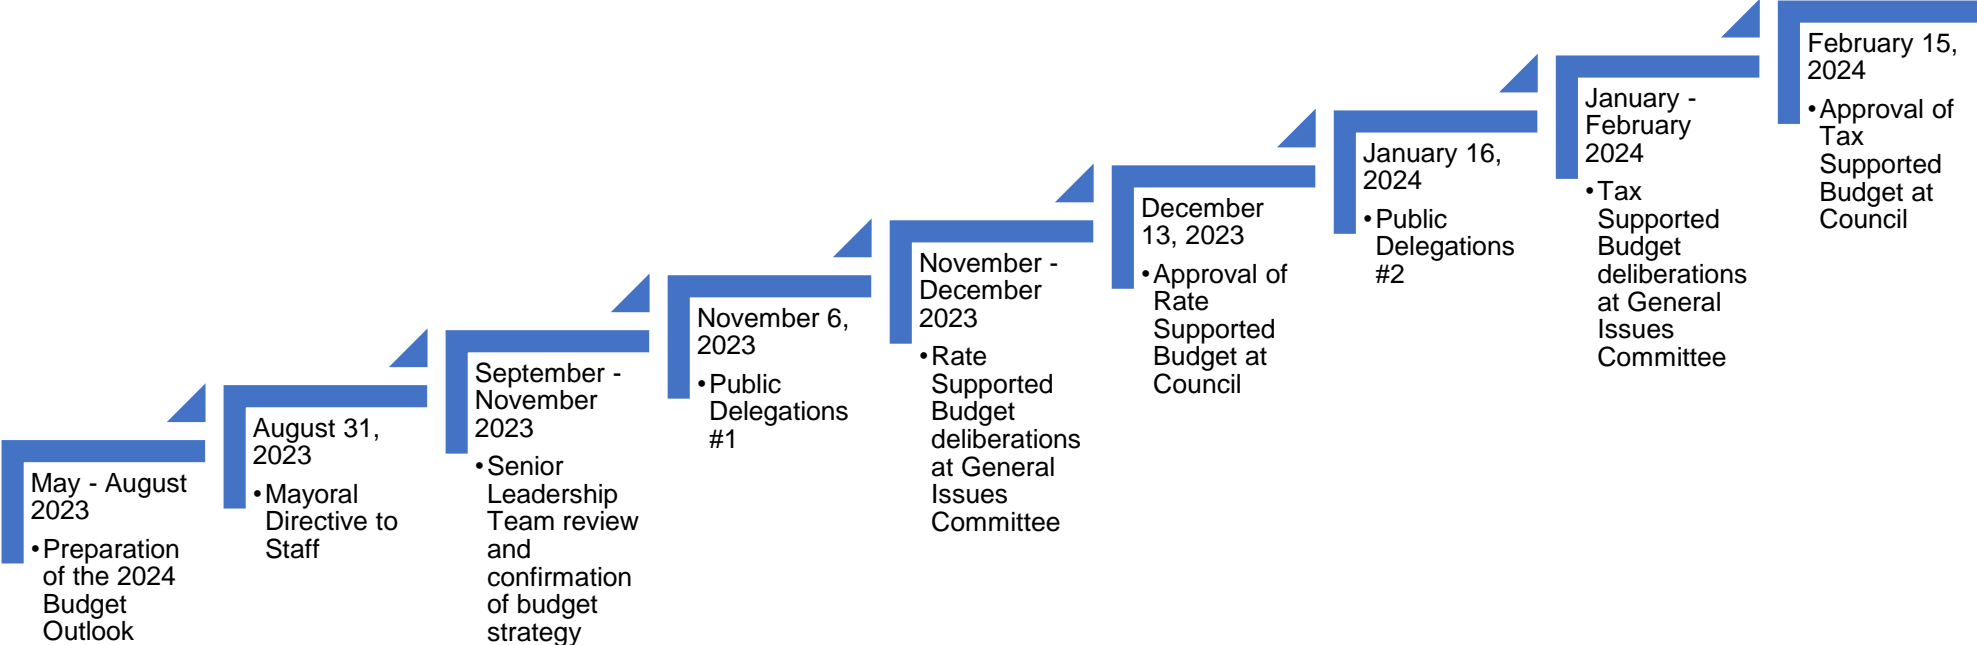 May - August
2023
•Preparation
of the 2024
Budget
Outlook
August 31,
2023
•Mayoral
Directive to
Staff
September -
November
2023
•Senior
Leadership
Team review
and
confirmation
of budget
strategy
November 6,
2023
•Public
Delegations
#1
November -
December
2023
•Rate
Supported
Budget
deliberations
at General
Issues
Committee
December
13, 2023
•Approval of
Rate
Supported
Budget at
Council
January 16,
2024
•Public
Delegations
#2
January -
February
2024
•Tax
Supported
Budget
deliberations
at General
Issues
Committee
February 15,
2024
•Approval of
Tax
Supported
Budget at
Council